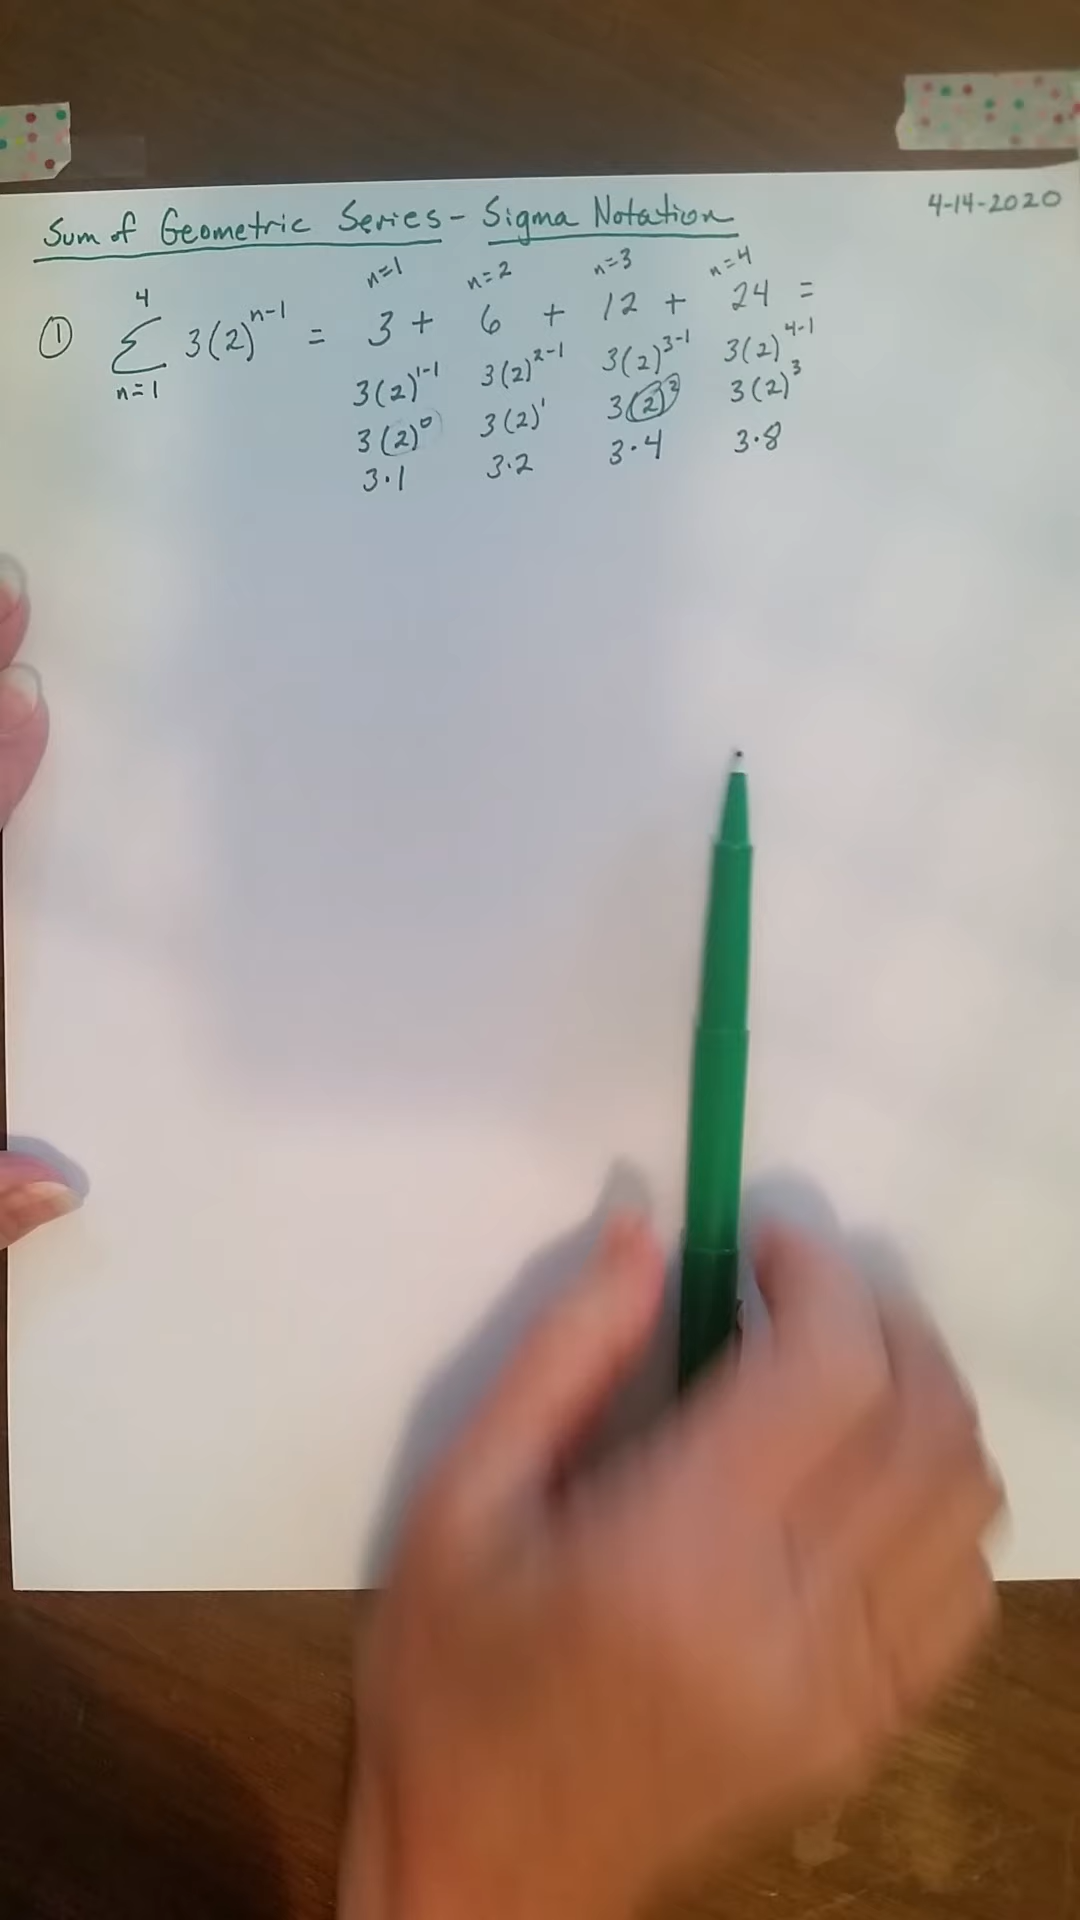 Sum of Geometric Series - Sigma Notation
4-14-2020
n=1 n=2 n=3 n=4
① 4 Σ n=1 3(2)^{n-1} = 3 + 6 + 12 + 24 =
3(2)^{1-1} 3(2)^{2-1} 3(2)^{3-1} 3(2)^{4-1}
3(2)^0 3(2)^1 3(2)^2 3(2)^3
3·1 3·2 3·4 3·8